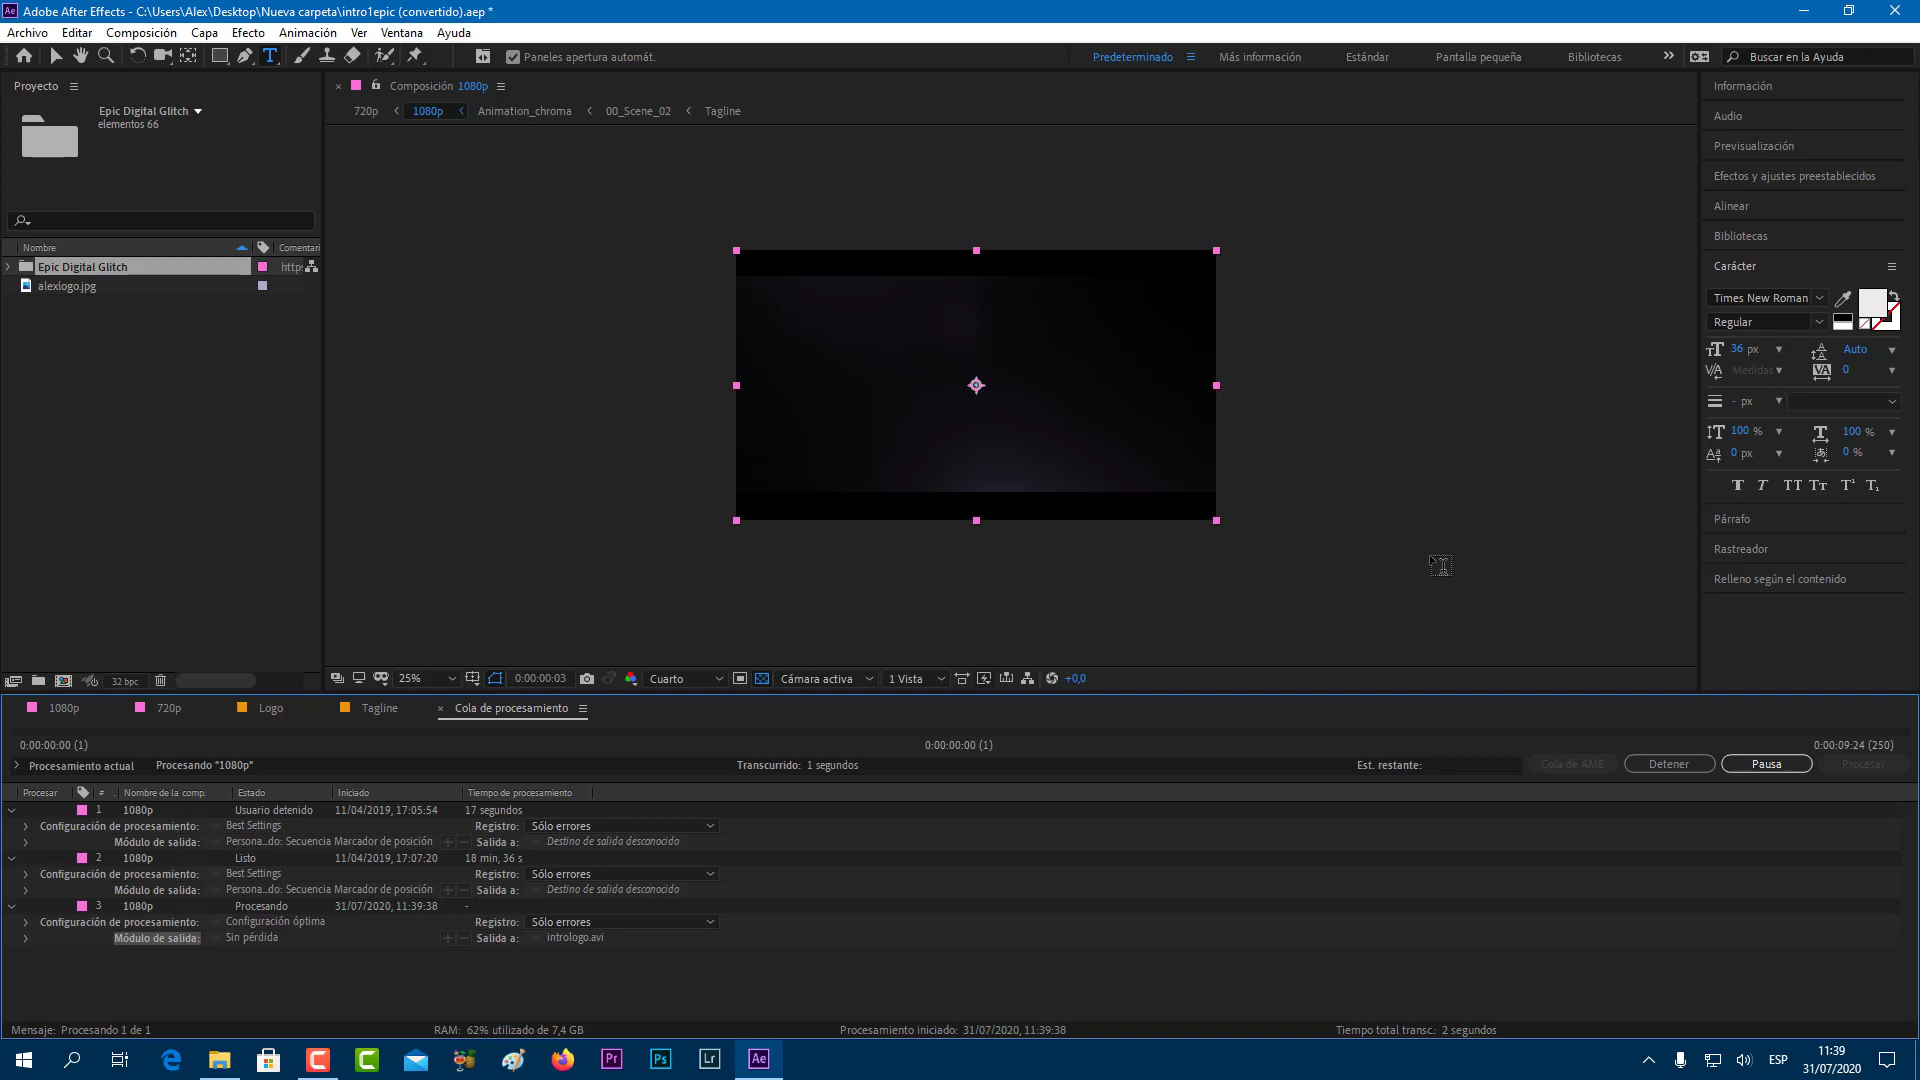 Adobe After Effects - C:\Users\Alex\Desktop\Nueva carpeta\intro1epic (convertido).aep *
Archivo Editar Composición Capa Efecto Animación Ver Ventana Ayuda
Paneles apertura automát.
Predeterminado Más información Estándar Pantalla pequeña Bibliotecas Buscar en la Ayuda
Proyecto
Epic Digital Glitch
elementos 66
Nombre Comentari
Epic Digital Glitch http:
alexlogo.jpg
32 bpc
Composición 1080p
720p 1080p Animation_chroma 00_Scene_02 Tagline
25% 0:00:00:03 Cuarto Cámara activa 1 Vista +0,0
Información
Audio
Previsualización
Efectos y ajustes preestablecidos
Alinear
Bibliotecas
Carácter
Times New Roman
Regular
36 px Auto
Medidas 0
- px
100 % 100 %
0 px 0 %
Párrafo
Rastreador
Relleno según el contenido
1080p 720p Logo Tagline Cola de procesamiento
0:00:00:00 (1) 0:00:00:00 (1) 0:00:09:24 (250)
Procesamiento actual Procesando "1080p" Transcurrido: 1 segundos Est. restante: Cola de AME Detener Pausa Procesar
Procesar # Nombre de la comp. Estado Iniciado Tiempo de procesamiento
1 1080p Usuario detenido 11/04/2019, 17:05:54 17 segundos
Configuración de procesamiento: Best Settings Registro: Sólo errores
Módulo de salida: Persona...do: Secuencia Marcador de posición Salida a: Destino de salida desconocido
2 1080p Listo 11/04/2019, 17:07:20 18 min, 36 s
Configuración de procesamiento: Best Settings Registro: Sólo errores
Módulo de salida: Persona...do: Secuencia Marcador de posición Salida a: Destino de salida desconocido
3 1080p Procesando 31/07/2020, 11:39:38 -
Configuración de procesamiento: Configuración óptima Registro: Sólo errores
Módulo de salida: Sin pérdida Salida a: intrologo.avi
Mensaje: Procesando 1 de 1 RAM: 62% utilizado de 7,4 GB Procesamiento iniciado: 31/07/2020, 11:39:38 Tiempo total transc.: 2 segundos
ESP
11:39
31/07/2020